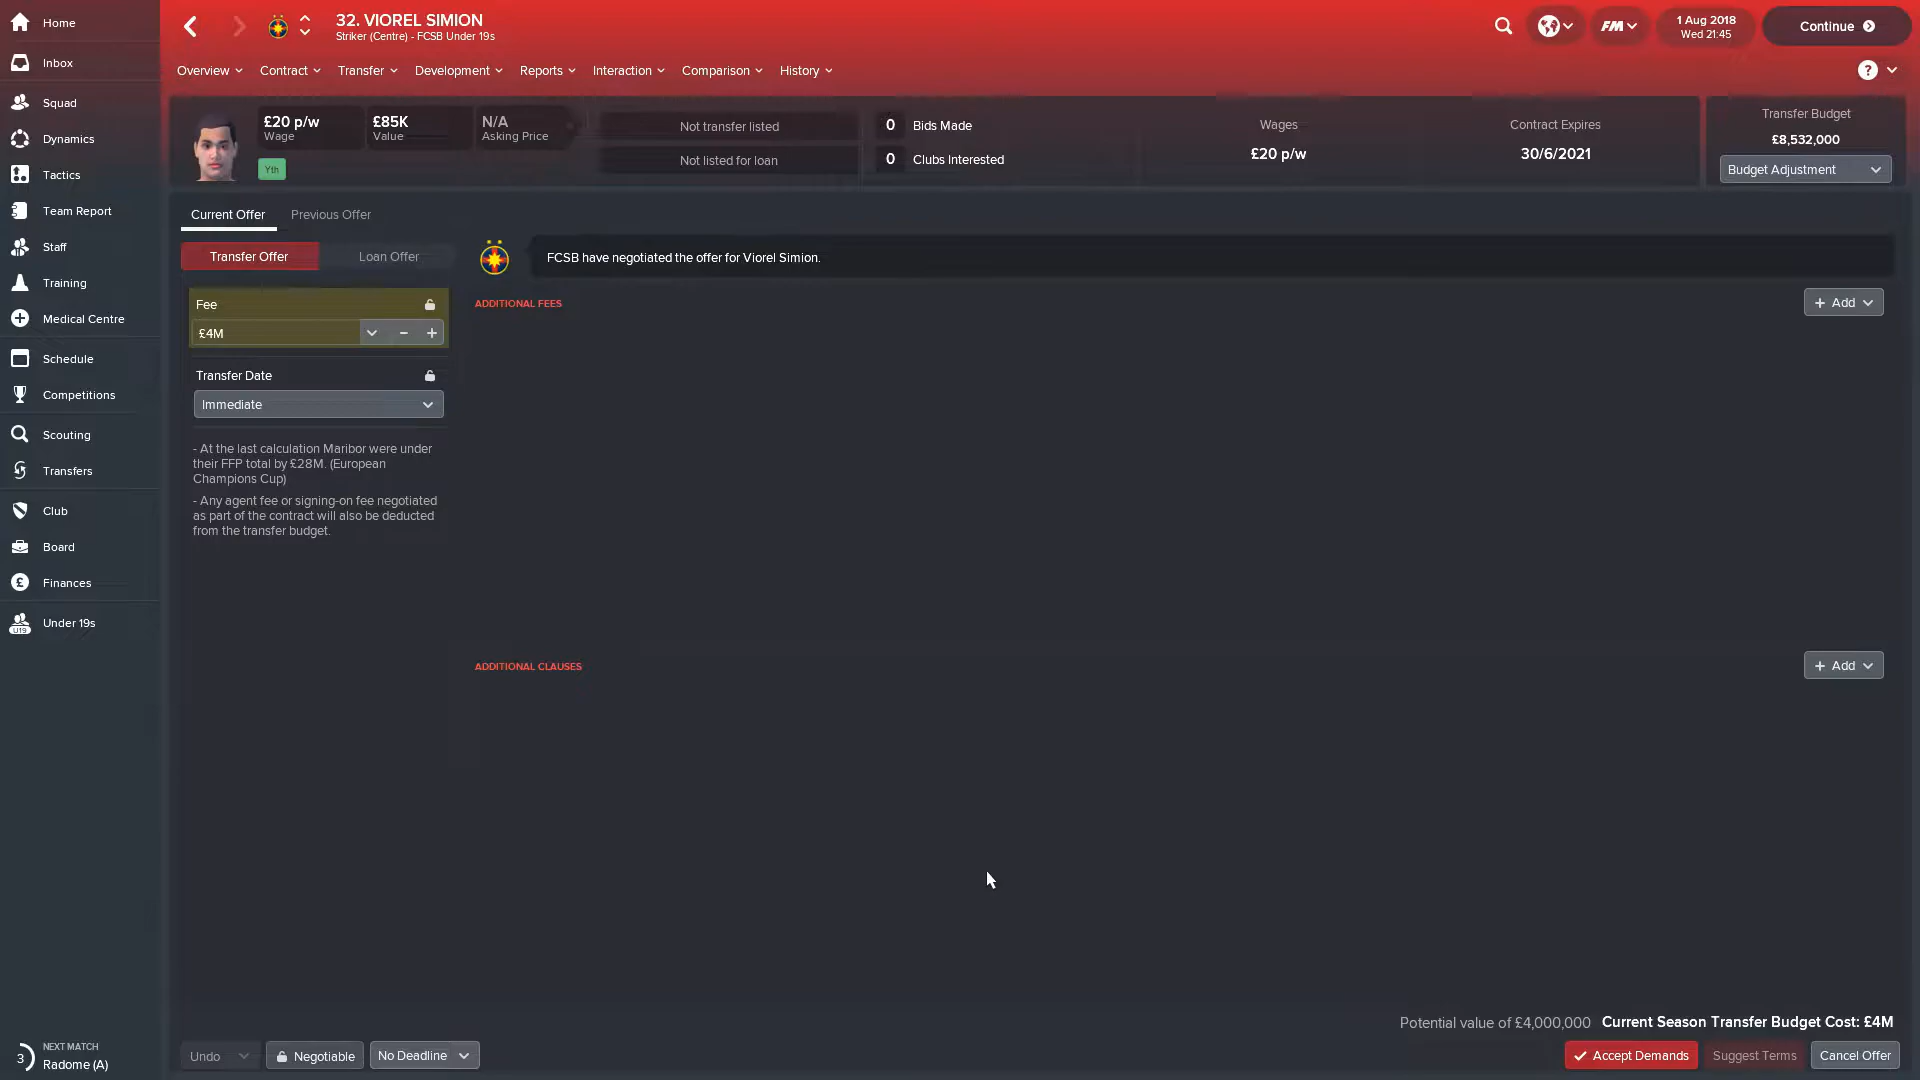 Home
Inbox
Squad
Dynamics
Tactics
Team Report
Staff
Training
Medical Centre
Schedule
Competitions
Scouting
Transfers
Club
Board
Finances
U19
Under 19s
3
NEXT MATCH
Radome (A)
32. VIOREL SIMION
Striker (Centre) - FCSB Under 19s
FM
1 Aug 2018
Wed 21:45
Continue
Overview
Contract
Transfer
Development
Reports
Interaction
Comparison
History
?
£20 p/w
Wage
£85K
Value
N/A
Asking Price
Yth
Not transfer listed
Not listed for loan
0 Bids Made
0 Clubs Interested
Wages
£20 p/w
Contract Expires
30/6/2021
Transfer Budget
£8,532,000
Budget Adjustment
Current Offer
Previous Offer
Transfer Offer
Loan Offer
FCSB have negotiated the offer for Viorel Simion.
Fee
£4M
Transfer Date
Immediate
- At the last calculation Maribor were under
their FFP total by £28M. (European
Champions Cup)
- Any agent fee or signing-on fee negotiated
as part of the contract will also be deducted
from the transfer budget.
ADDITIONAL FEES
+ Add
ADDITIONAL CLAUSES
+ Add
Potential value of £4,000,000 Current Season Transfer Budget Cost: £4M
Undo
Negotiable
No Deadline
Accept Demands
Suggest Terms
Cancel Offer